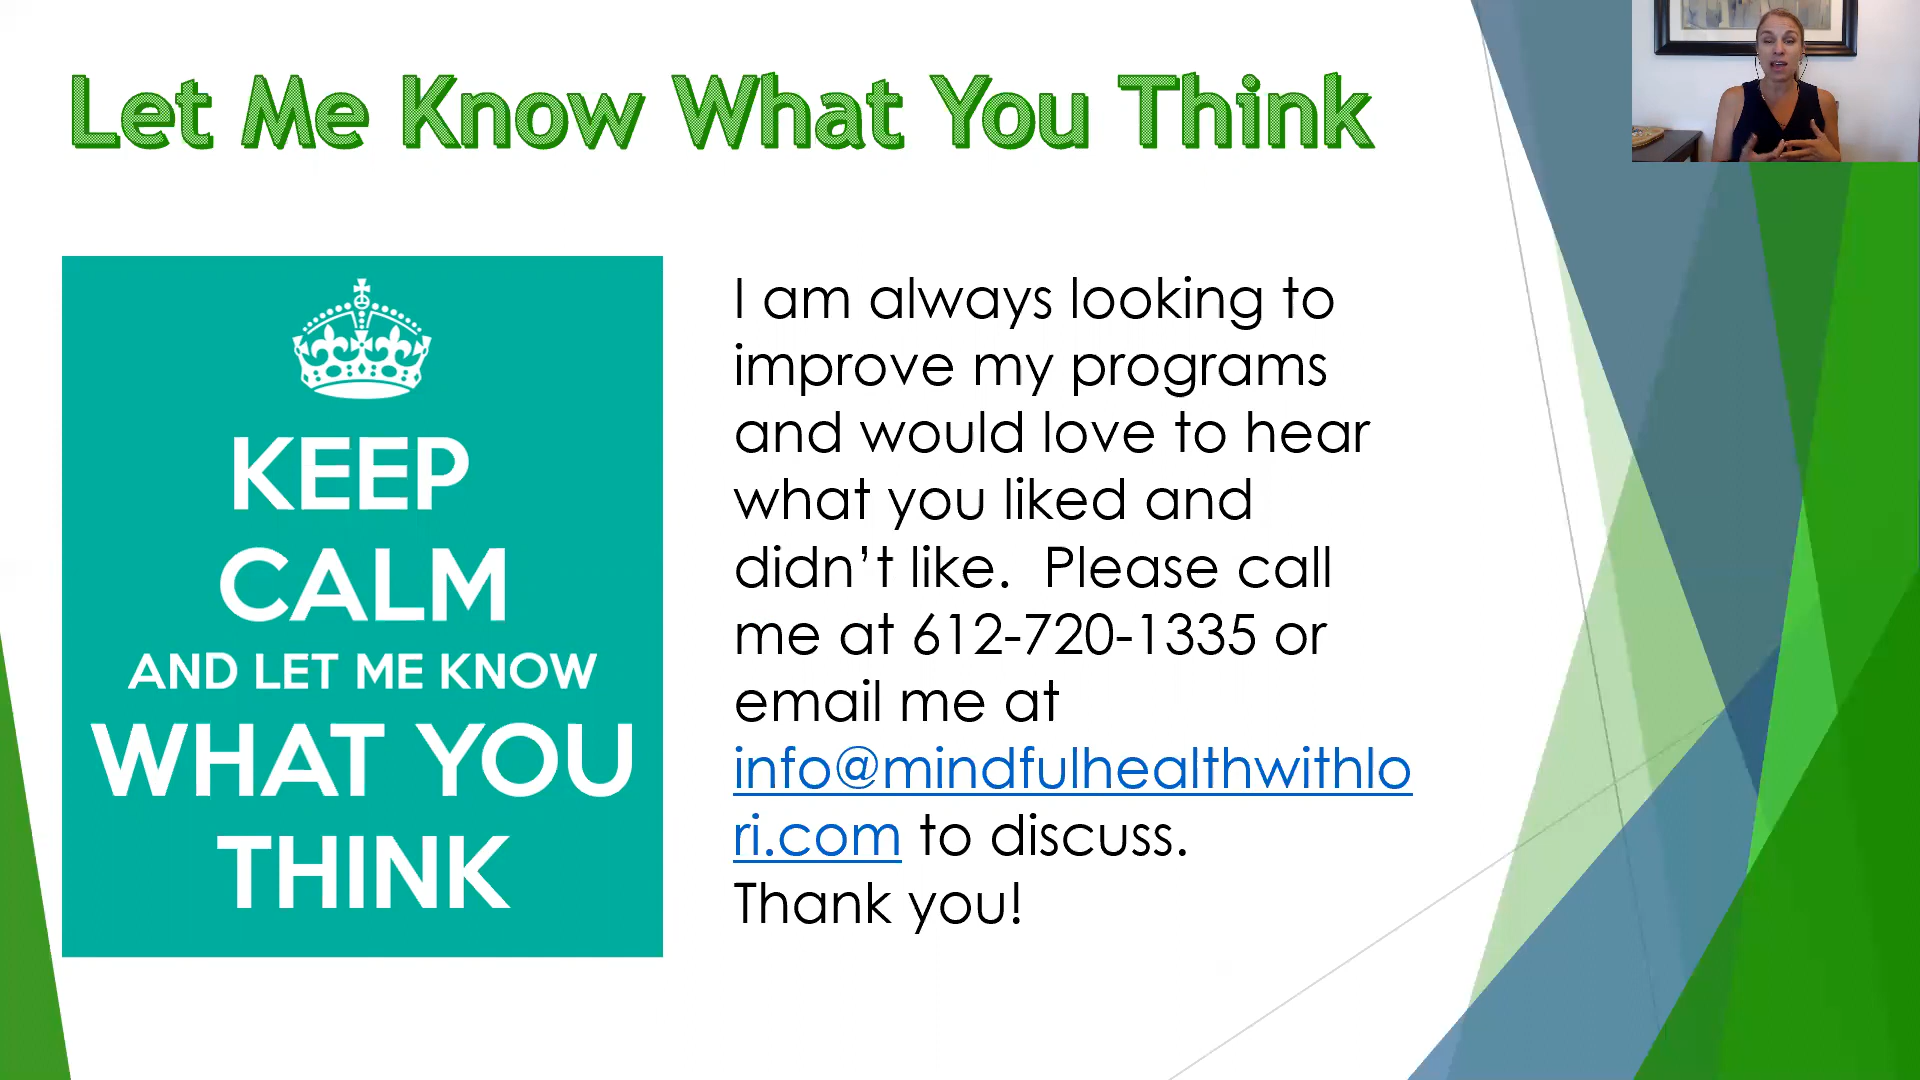 Let Me Know What You Think
KEEP
CALM
AND LET ME KNOW
WHAT YOU
THINK
I am always looking to
improve my programs
and would love to hear
what you liked and
didn’t like.  Please call
me at 612-720-1335 or
email me at
info@mindfulhealthwithlo
ri.com to discuss.
Thank you!